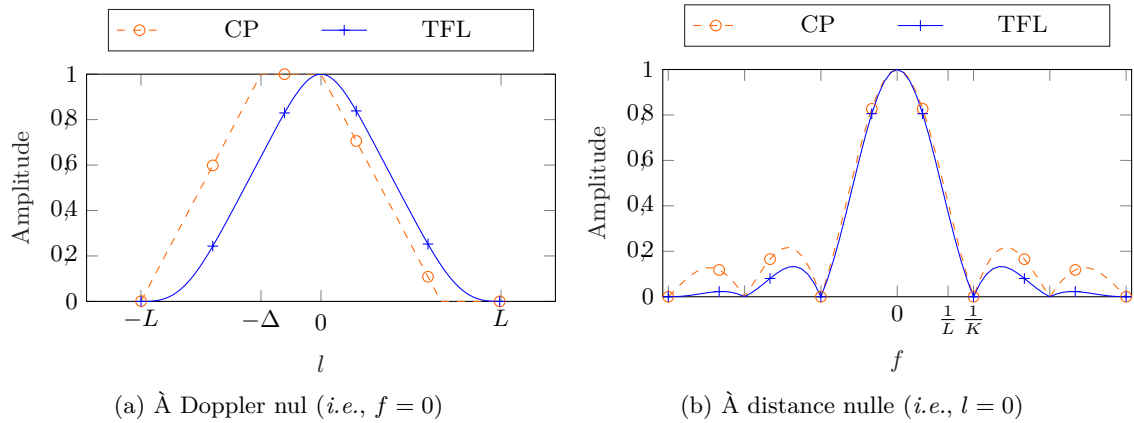 CP TFL
1
0,8
0,6
0,4
0,2
0
Amplitude
−L −Δ 0 L
l
(a) À Doppler nul (i.e., f = 0)
CP TFL
1
0,8
0,6
0,4
0,2
0
Amplitude
0 1/L 1/K
f
(b) À distance nulle (i.e., l = 0)